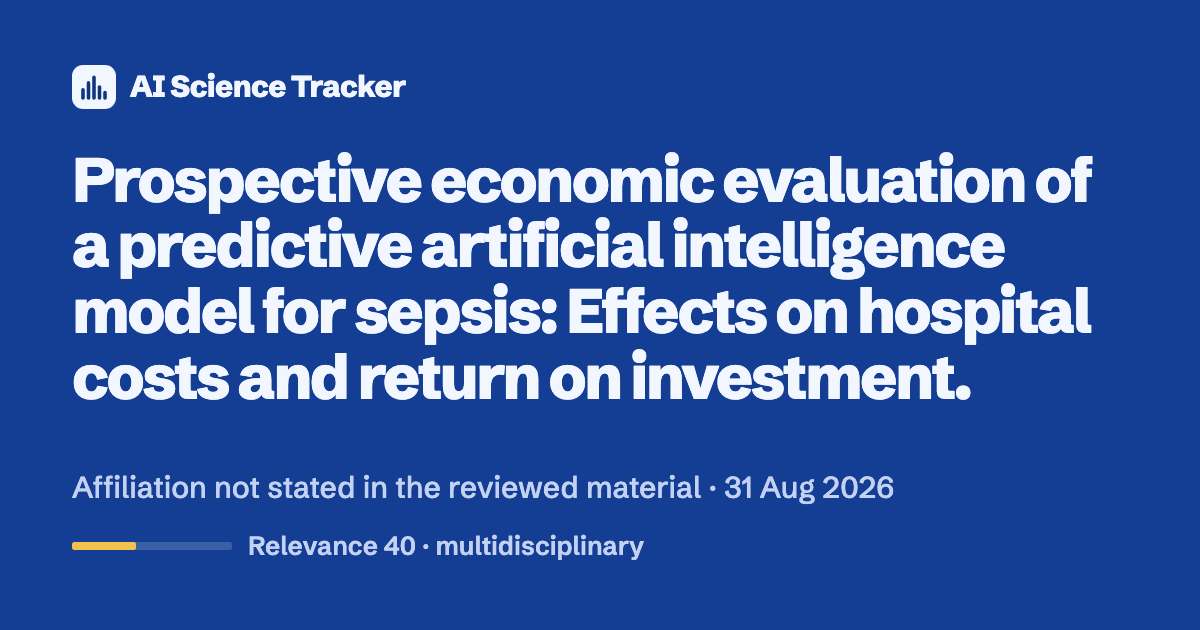 AI Science Tracker
Prospective economic evaluation of
a predictive artificial intelligence
model for sepsis: Effects on hospital
costs and return on investment.
Affiliation not stated in the reviewed material · 31 Aug 2026
Relevance 40 · multidisciplinary